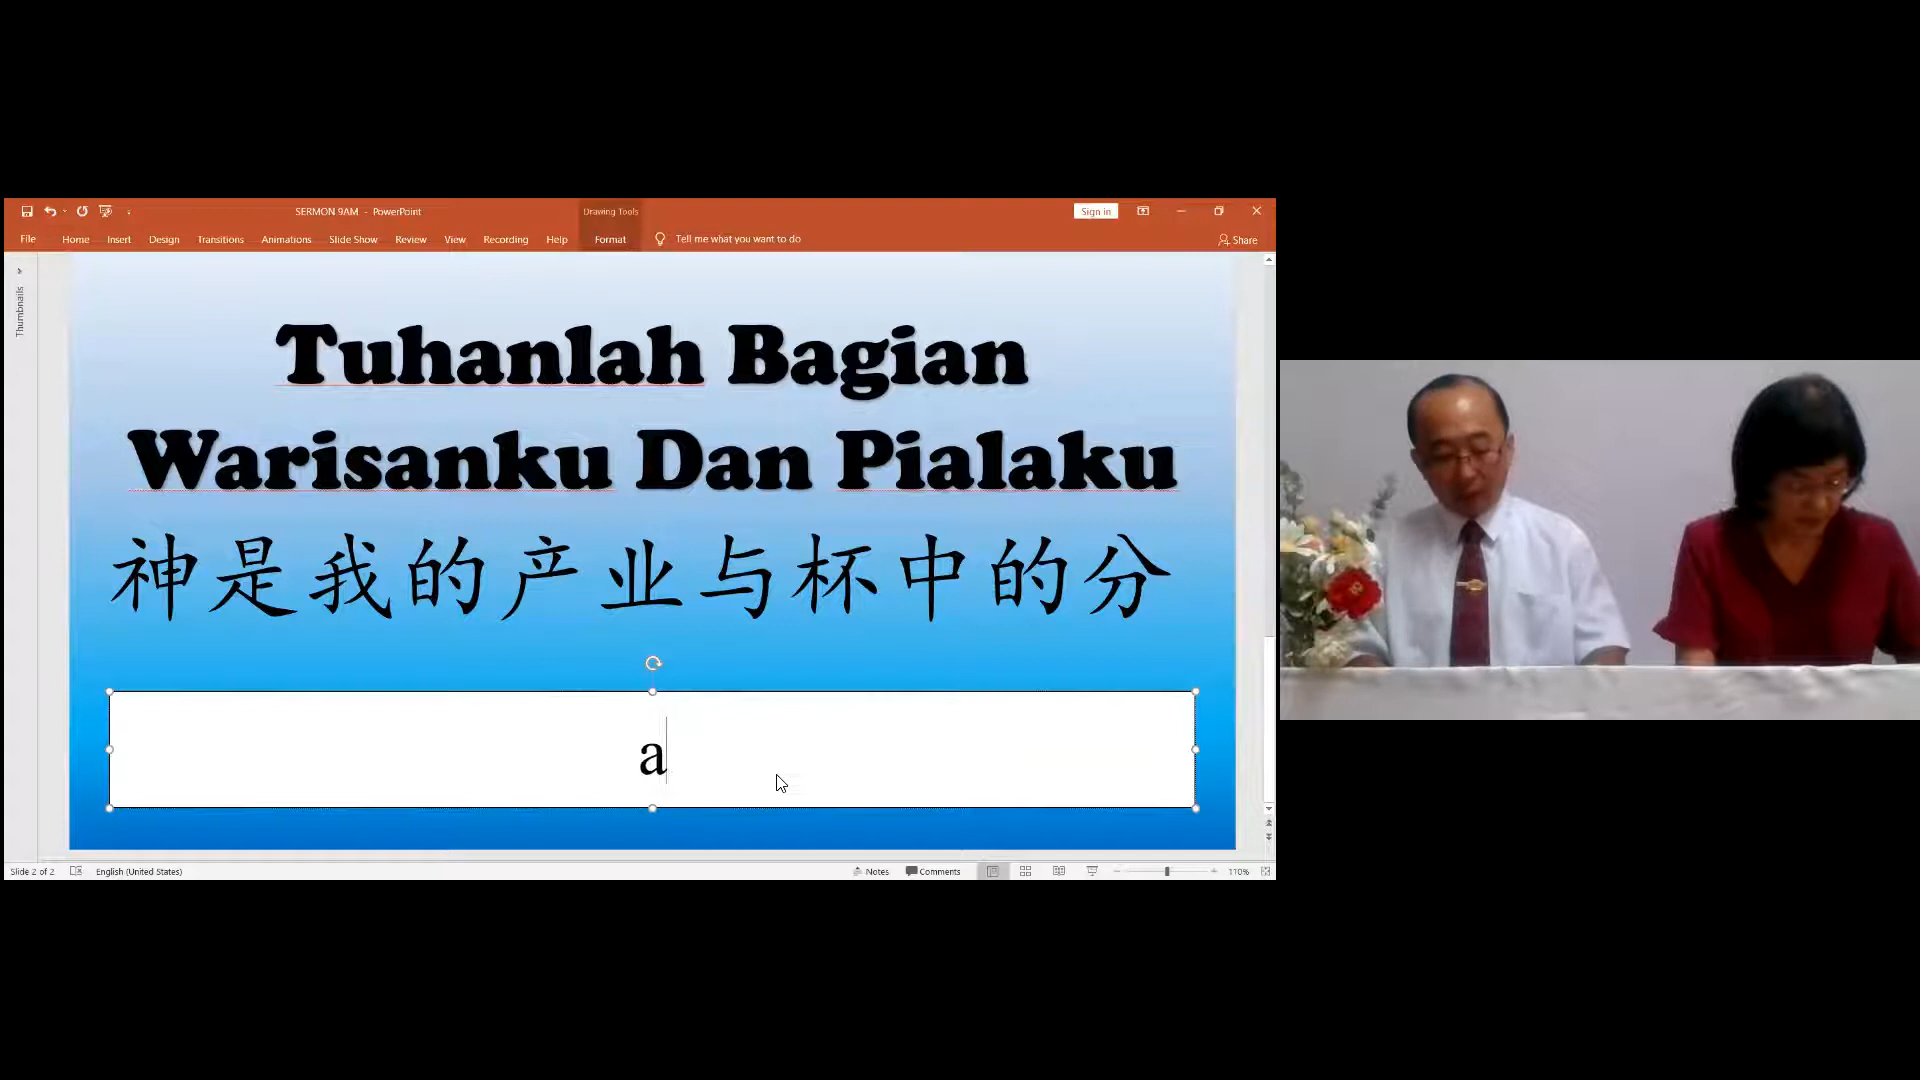 SERMON 9AM - PowerPoint
Drawing Tools
Sign in
File Home Insert Design Transitions Animations Slide Show Review View Recording Help Format Tell me what you want to do Share
Thumbnails
Tuhanlah Bagian
Warisanku Dan Pialaku
神是我的产业与杯中的分
a
Slide 2 of 2 English (United States) Notes Comments 110%